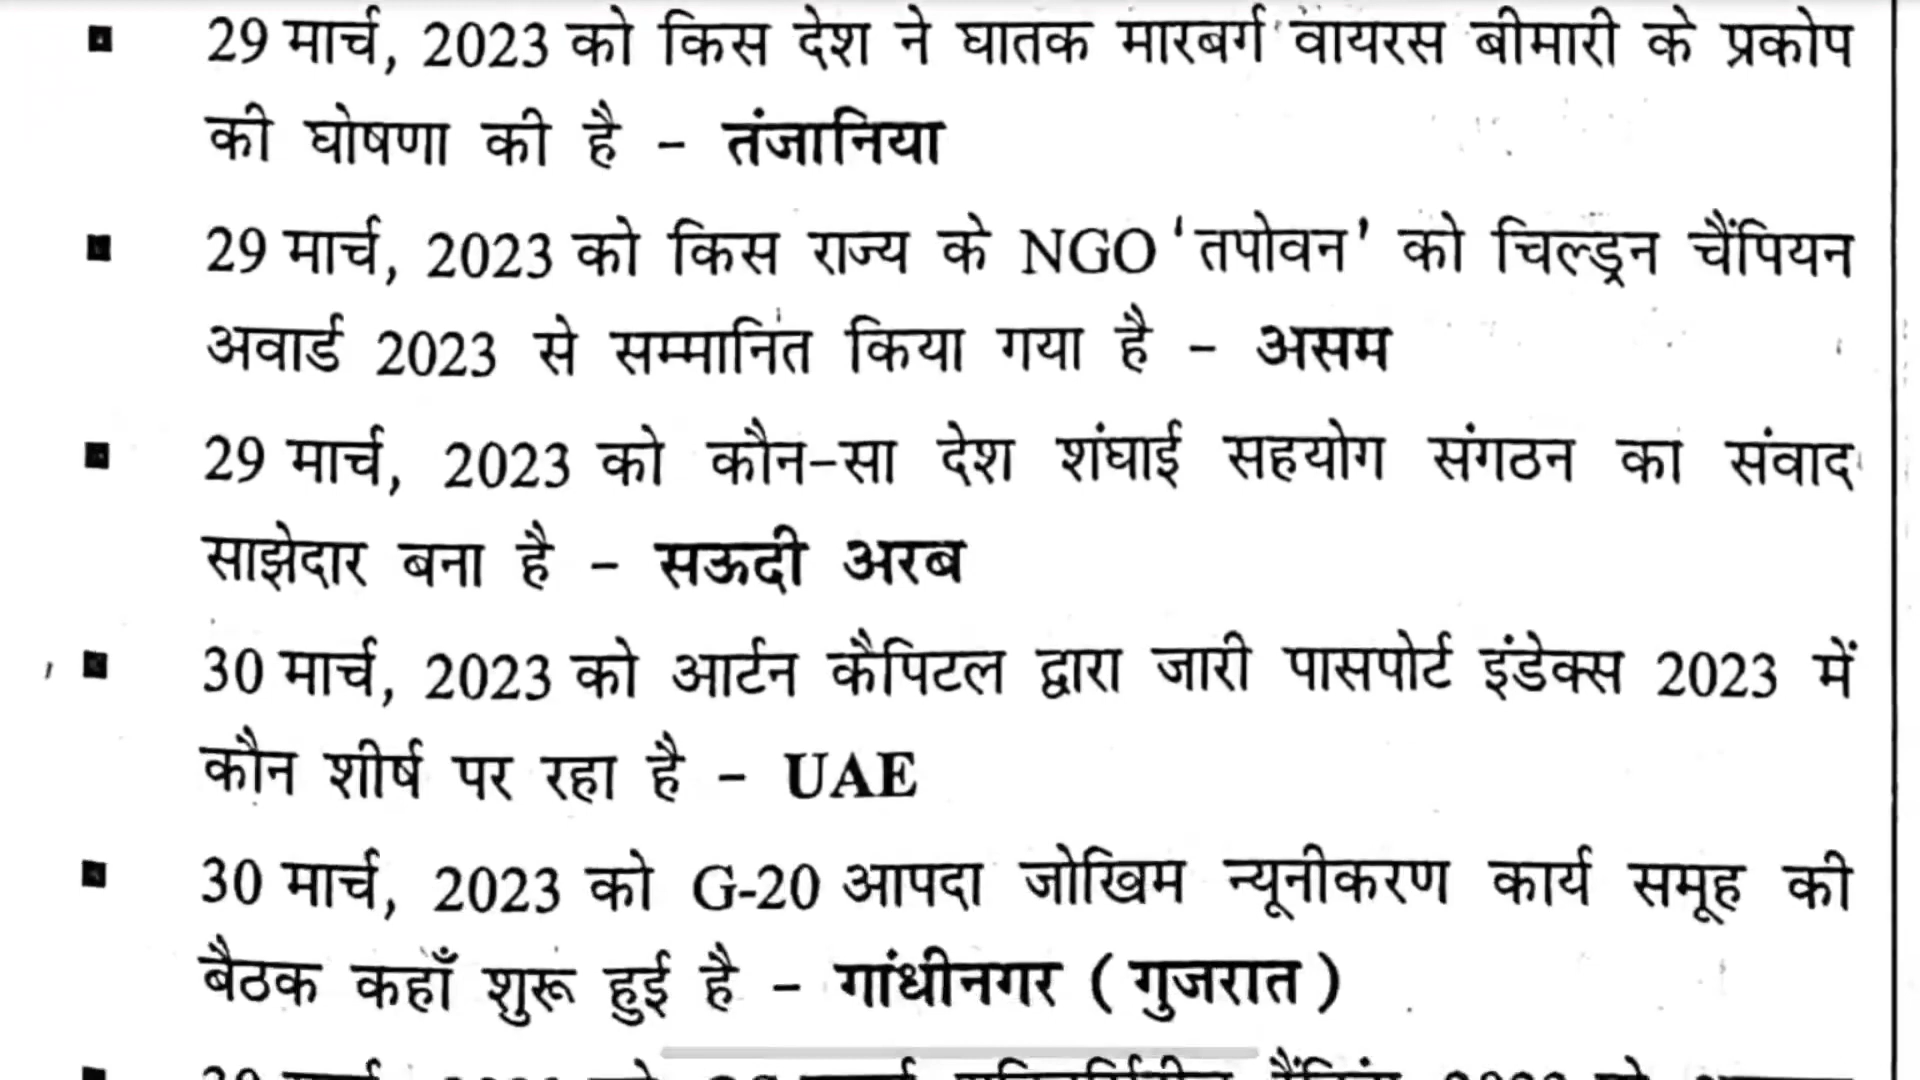 ▪ 29 मार्च, 2023 को किस देश ने घातक मारबर्ग वायरस बीमारी के प्रकोप
की घोषणा की है - तंजानिया
▪ 29 मार्च, 2023 को किस राज्य के NGO 'तपोवन' को चिल्ड्रन चैंपियन
अवार्ड 2023 से सम्मानित किया गया है - असम
▪ 29 मार्च, 2023 को कौन-सा देश शंघाई सहयोग संगठन का संवाद
साझेदार बना है - सऊदी अरब
▪ 30 मार्च, 2023 को आर्टन कैपिटल द्वारा जारी पासपोर्ट इंडेक्स 2023 में
कौन शीर्ष पर रहा है - UAE
▪ 30 मार्च, 2023 को G-20 आपदा जोखिम न्यूनीकरण कार्य समूह की
बैठक कहाँ शुरू हुई है - गांधीनगर (गुजरात)